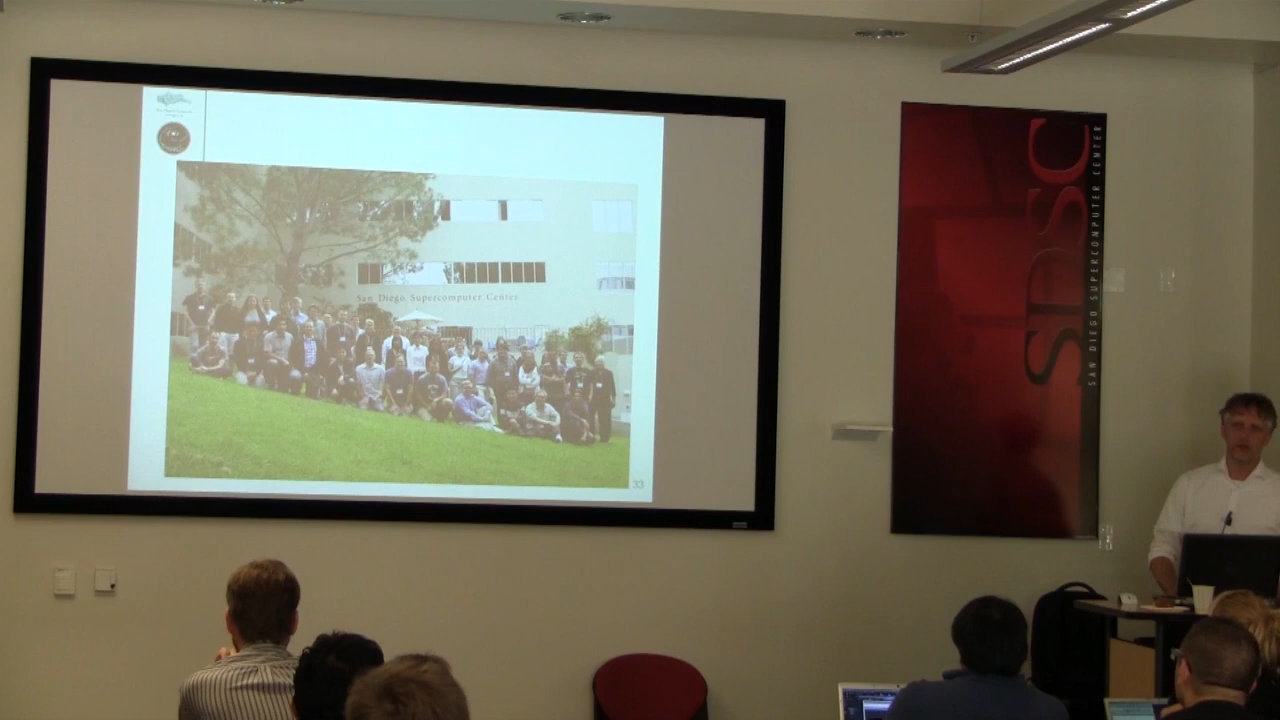 San Diego Supercomputer Center
33
SDSC
SAN DIEGO SUPERCOMPUTER CENTER